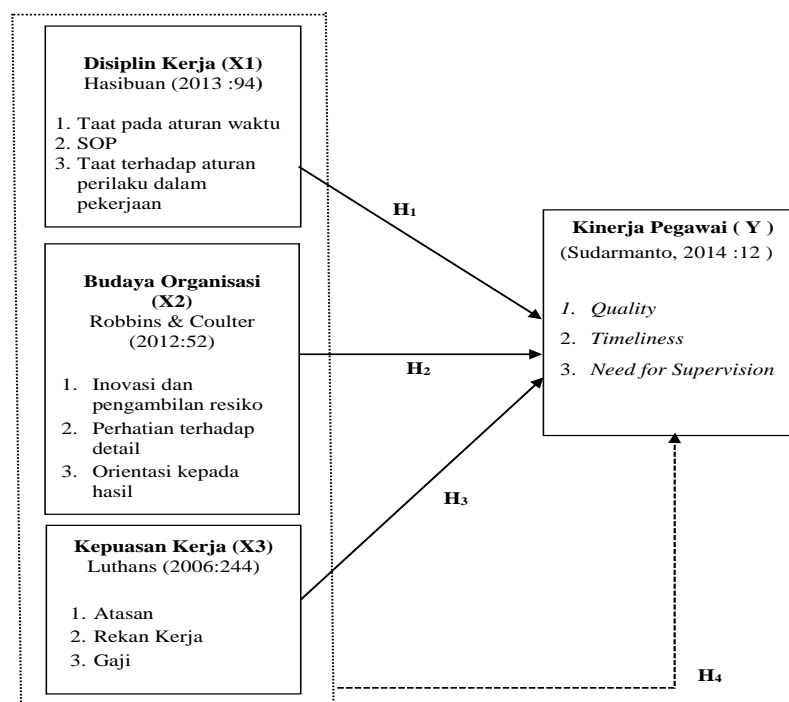 Disiplin Kerja (X1)
Hasibuan (2013 :94)
1. Taat pada aturan waktu
2. SOP
3. Taat terhadap aturan
perilaku dalam
pekerjaan
H1
Budaya Organisasi
(X2)
Robbins & Coulter
(2012:52)
1. Inovasi dan
pengambilan resiko
2. Perhatian terhadap
detail
3. Orientasi kepada
hasil
H2
Kepuasan Kerja (X3)
Luthans (2006:244)
1. Atasan
2. Rekan Kerja
3. Gaji
H3
Kinerja Pegawai ( Y )
(Sudarmanto, 2014 :12 )
1. Quality
2. Timeliness
3. Need for Supervision
H4